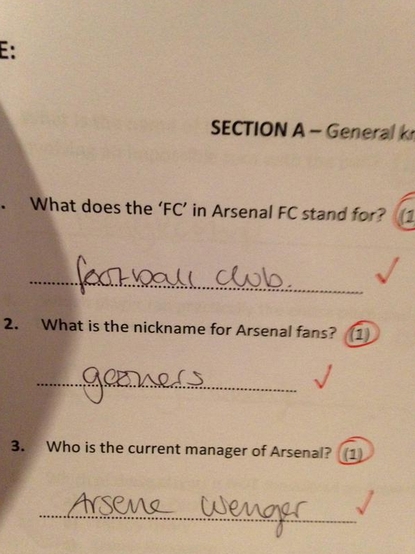 E:
SECTION A – General
. What does the 'FC' in Arsenal FC stand for? (1
football club.
2. What is the nickname for Arsenal fans? (1)
gooners
3. Who is the current manager of Arsenal? (1)
Arsene Wenger